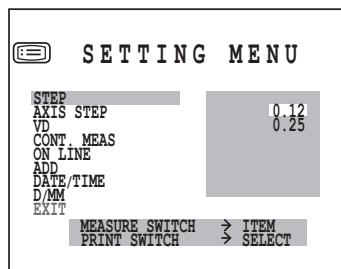 SETTING MENU
STEP
AXIS STEP 0.12
VD 0.25
CONT. MEAS
ON LINE
ADD
DATE/TIME
D/MM
EXIT
MEASURE SWITCH → ITEM
PRINT SWITCH → SELECT